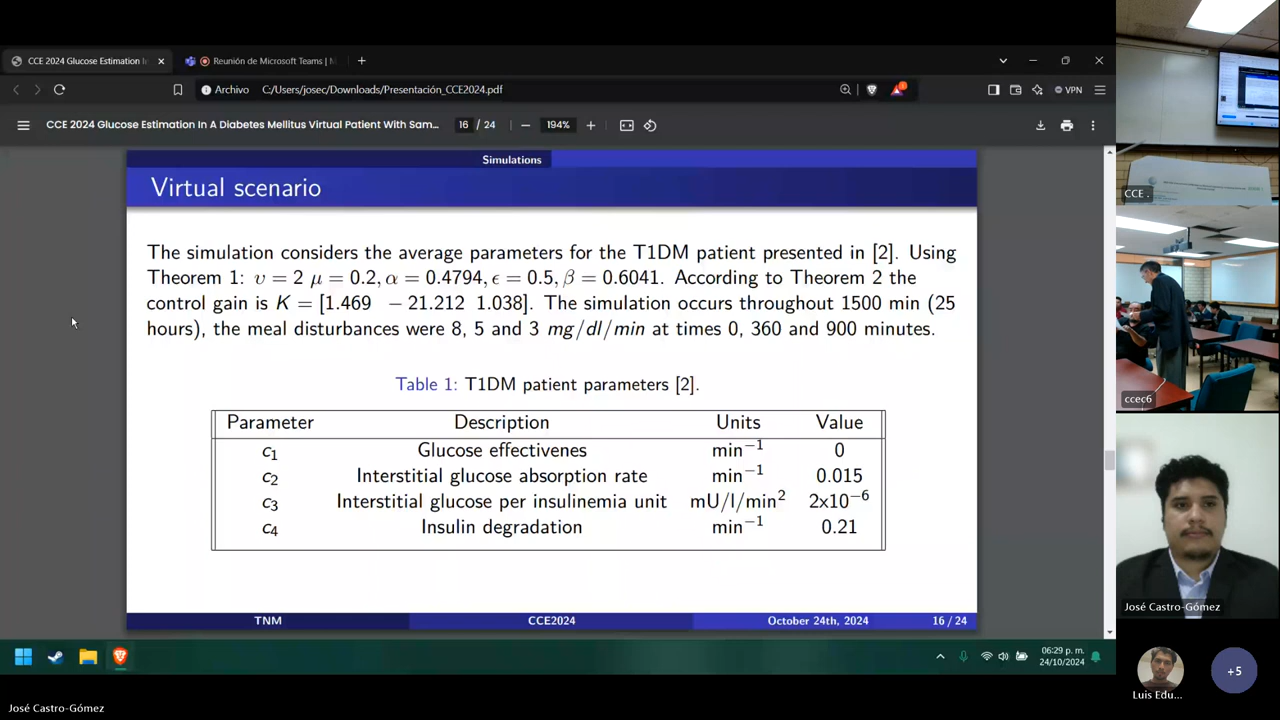 CCE 2024 Glucose Estimation In
Reunión de Microsoft Teams |
Archivo
C:/Users/josec/Downloads/Presentación_CCE2024.pdf
VPN
CCE 2024 Glucose Estimation In A Diabetes Mellitus Virtual Patient With Sam...
16 / 24
194%
Simulations
Virtual scenario
The simulation considers the average parameters for the T1DM patient presented in [2]. Using
Theorem 1: υ = 2 μ = 0.2, α = 0.4794, ϵ = 0.5, β = 0.6041. According to Theorem 2 the
control gain is K = [1.469 − 21.212 1.038]. The simulation occurs throughout 1500 min (25
hours), the meal disturbances were 8, 5 and 3 mg/dl/min at times 0, 360 and 900 minutes.
Table 1: T1DM patient parameters [2].
Parameter Description Units Value
c₁ Glucose effectivenes min⁻¹ 0
c₂ Interstitial glucose absorption rate min⁻¹ 0.015
c₃ Interstitial glucose per insulinemia unit mU/l/min² 2x10⁻⁶
c₄ Insulin degradation min⁻¹ 0.21
TNM CCE2024 October 24th, 2024 16 / 24
06:29 p. m.
24/10/2024
José Castro-Gómez
CCE .
ccec6
José Castro-Gómez
Luis Edu...
+5